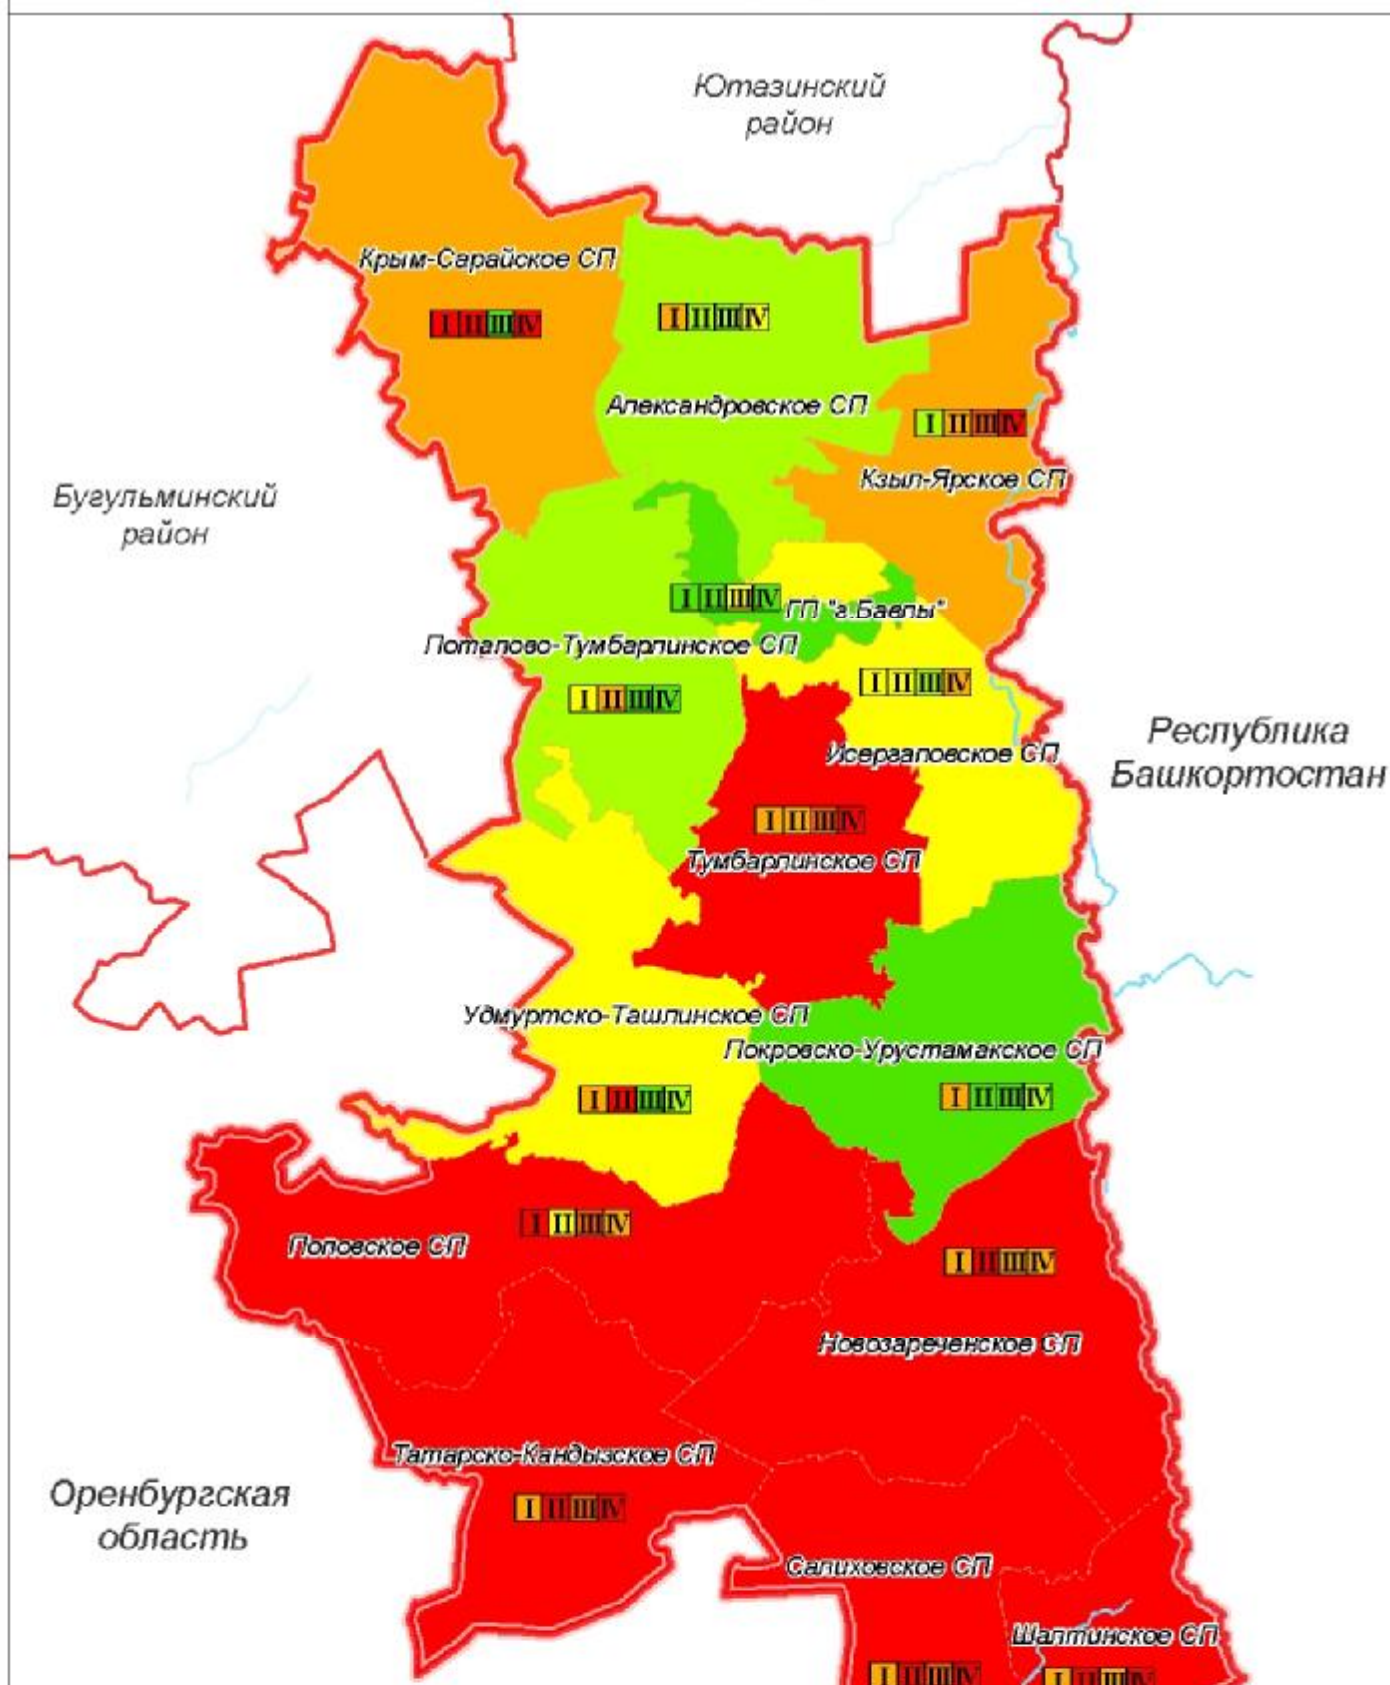 Ютазинский
район
Крым-Сарайское СП
I II III IV
I II III IV
Александровское СП
I II III IV
Кзыл-Ярское СП
Бугульминский
район
I II III IV
ГП "г.Бавлы"
Потапово-Тумбарлинское СП
I II III IV
I II III IV
Республика
Башкортостан
Исергаповское СП
I II III IV
Тумбарлинское СП
Удмуртско-Ташлинское СП
Покровско-Урустамакское СП
I II III IV
I II III IV
I II III IV
Поповское СП
I II III IV
Новозареченское СП
Татарско-Кандызское СП
I II III IV
Оренбургская
область
Салиховское СП
Шалтинское СП
I II III IV
I II III IV